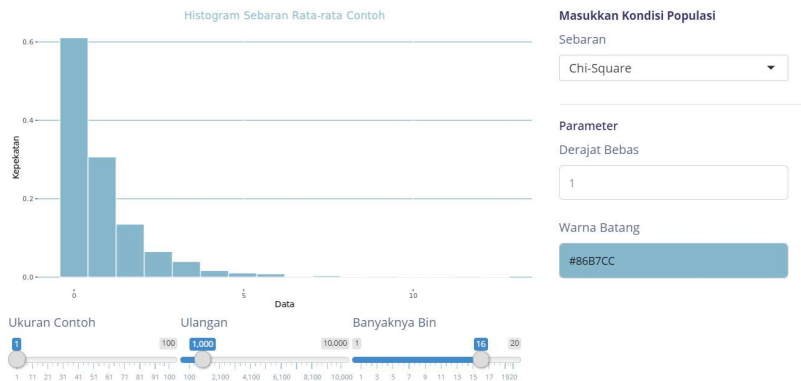 Histogram Sebaran Rata-rata Contoh
Kepekatan
0.6
0.4
0.2
0.0
0 5 10
Data
Masukkan Kondisi Populasi
Sebaran
Chi-Square
Parameter
Derajat Bebas
1
Warna Batang
#86B7CC
Ukuran Contoh
1 100
1 11 21 31 41 51 61 71 81 91 100
Ulangan
1,000 10,000
100 2,100 4,100 6,100 8,100 10,000
Banyaknya Bin
1 16 20
1 3 5 7 9 11 13 15 17 19 20